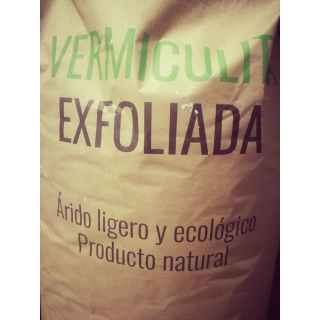 VERMICULIT
EXFOLIADA
Árido ligero y ecológico
Producto natural